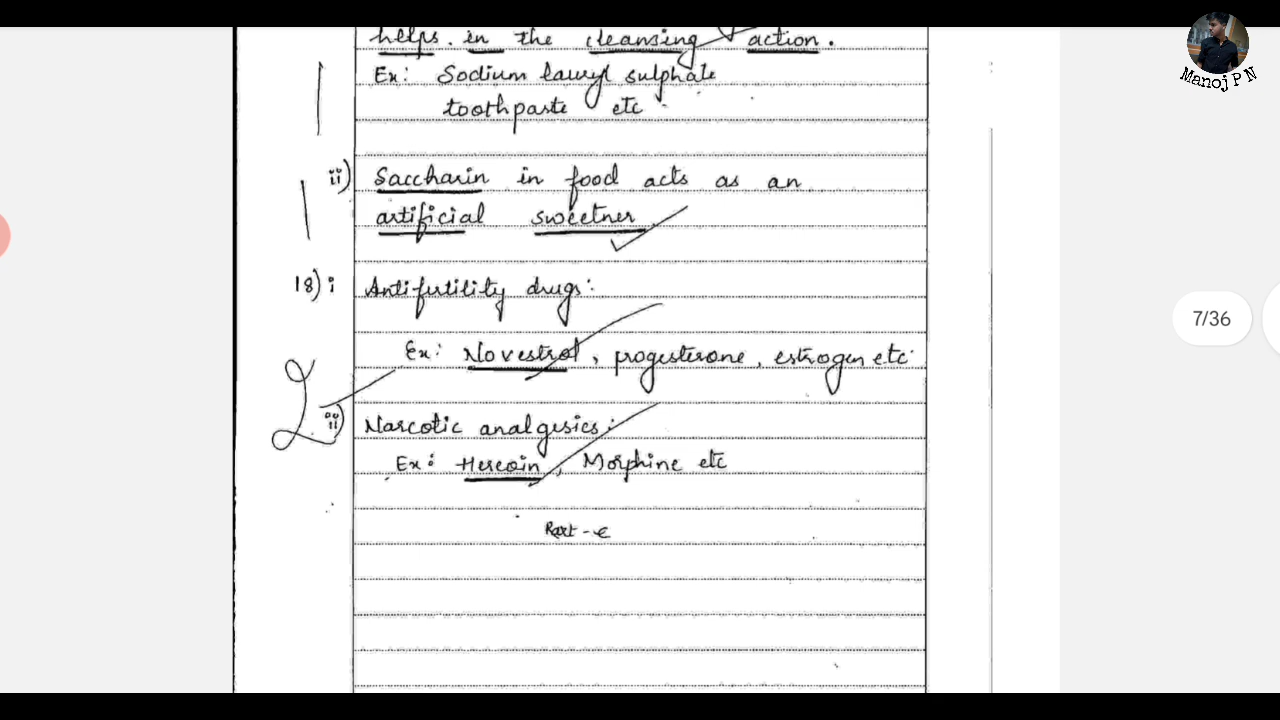 helps in the cleansing action.
Ex: Sodium lauryl sulphate
toothpaste etc.
ii) Saccharin in food acts as an
artificial sweetner
18) i Antifutility drugs:
Ex: Novestrol, progesterone, estrogen etc
2
ii) Narcotic analgesics:
Ex: Heroin, Morphine etc
Part - C
7/36
Manoj P N